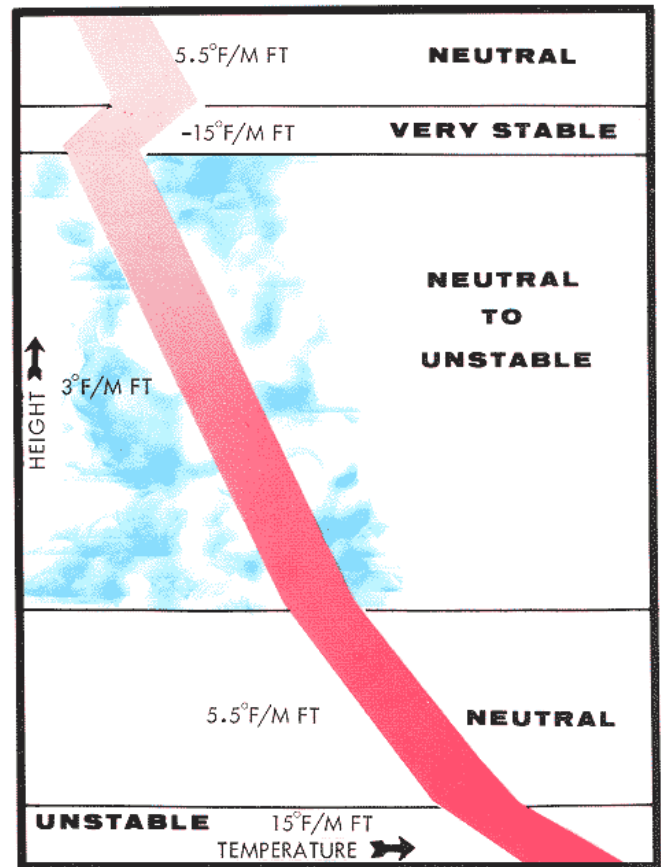 5.5°F/M FT NEUTRAL
-15°F/M FT VERY STABLE
NEUTRAL
TO
UNSTABLE
3°F/M FT
HEIGHT
5.5°F/M FT NEUTRAL
UNSTABLE 15°F/M FT
TEMPERATURE